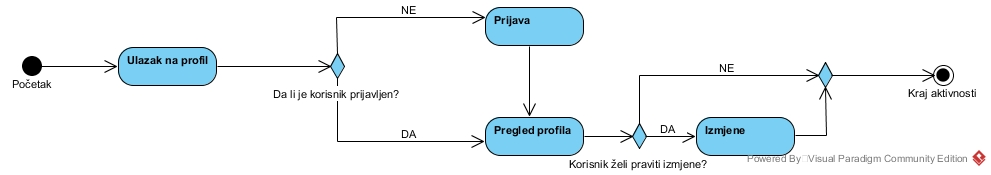 NE
Prijava
Ulazak na profil
Početak
Da li je korisnik prijavljen?
DA
Pregled profila
NE
Kraj aktivnosti
DA
Izmjene
Korisnik želi praviti izmjene?
Powered By Visual Paradigm Community Edition